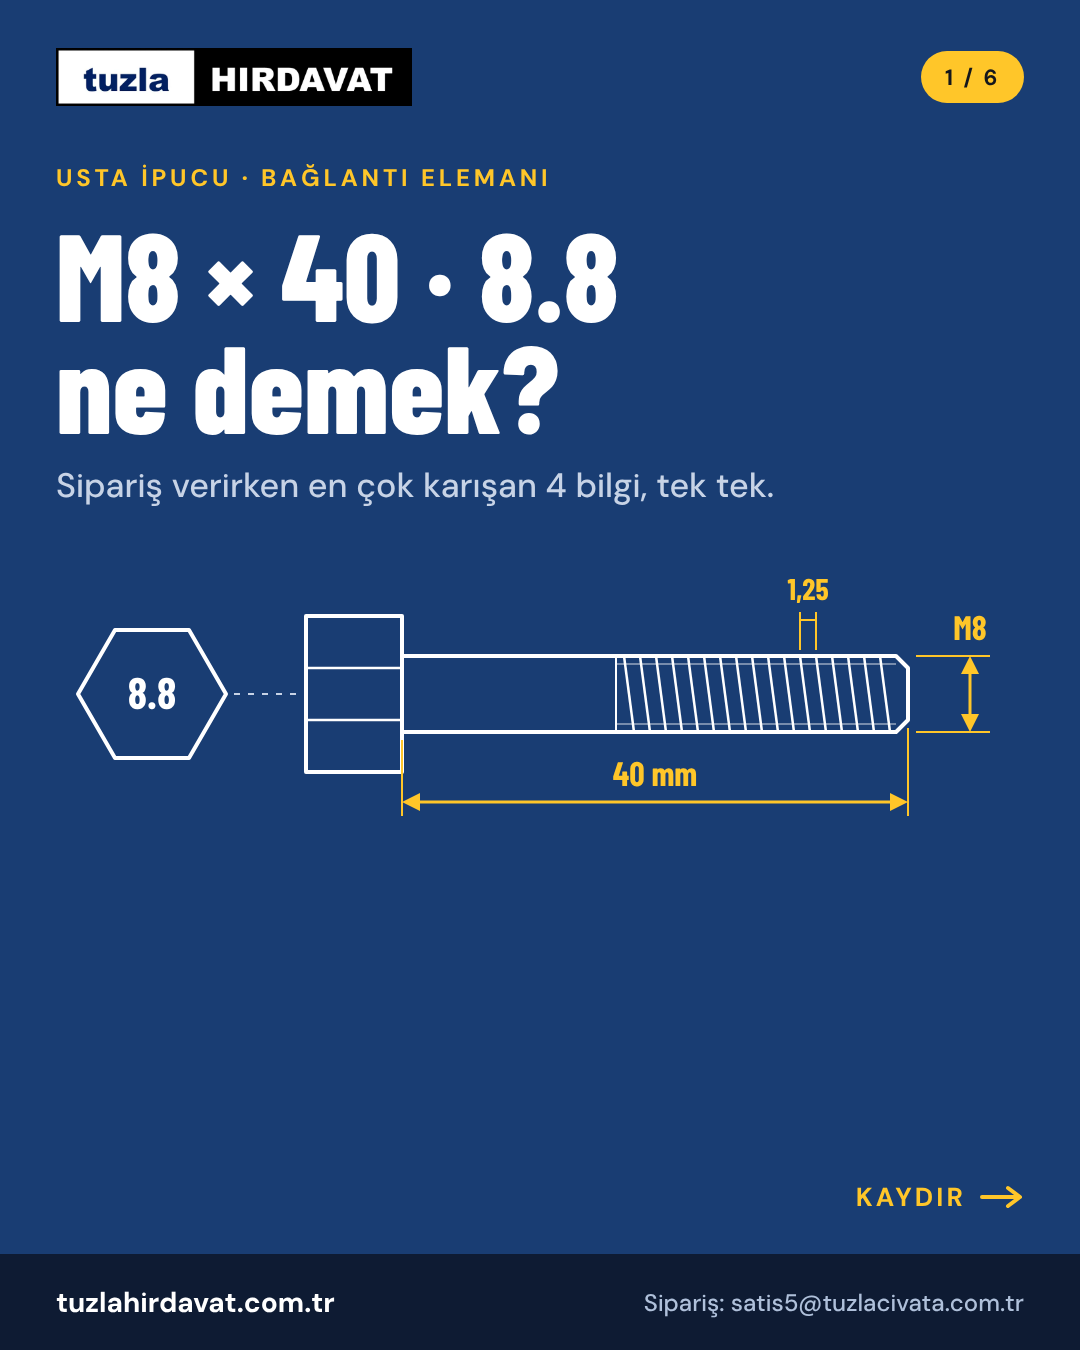 tuzla HIRDAVAT
1 / 6
USTA İPUCU · BAĞLANTI ELEMANI
M8 × 40 · 8.8
ne demek?
Sipariş verirken en çok karışan 4 bilgi, tek tek.
1,25
M8
8.8
40 mm
KAYDIR →
tuzlahirdavat.com.tr
Sipariş: satis5@tuzlacivata.com.tr